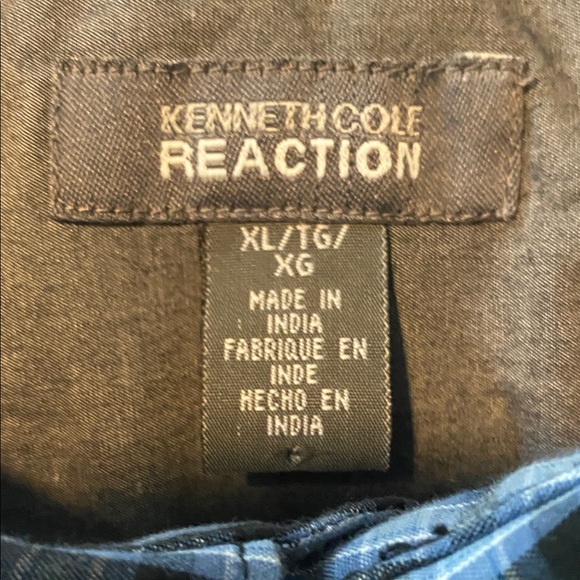 KENNETH COLE
REACTION
XL/TG/
XG
MADE IN
INDIA
FABRIQUE EN
INDE
HECHO EN
INDIA